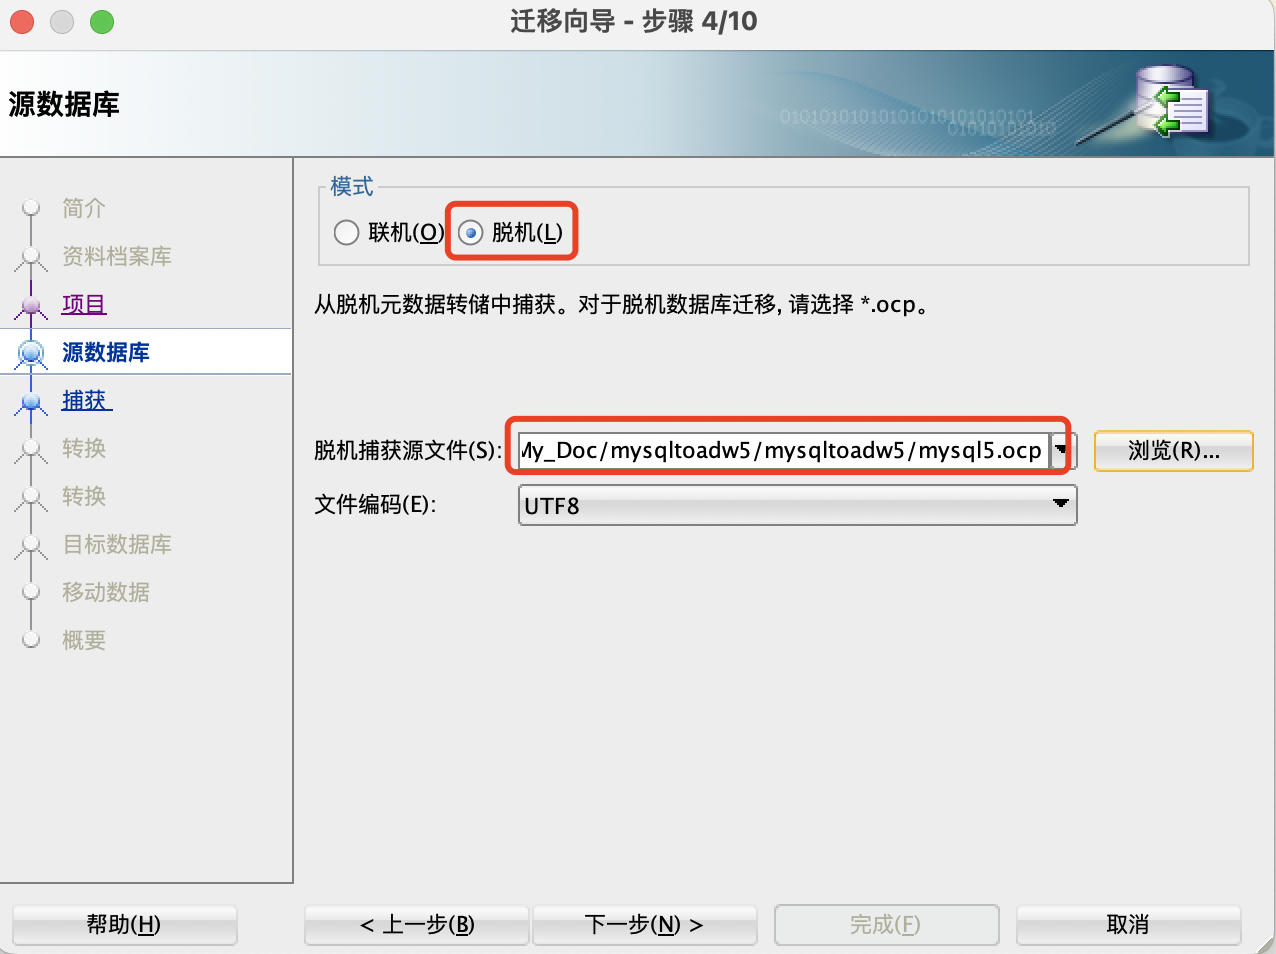 迁移向导 - 步骤 4/10
源数据库
0101010101010101010101010101
01010101010
简介
资料档案库
项目
源数据库
捕获
转换
转换
目标数据库
移动数据
概要
模式
联机(O)
脱机(L)
从脱机元数据转储中捕获。对于脱机数据库迁移, 请选择 *.ocp。
脱机捕获源文件(S):
My_Doc/mysqltoadw5/mysqltoadw5/mysql5.ocp
浏览(R)...
文件编码(E):
UTF8
帮助(H)
< 上一步(B)
下一步(N) >
完成(F)
取消